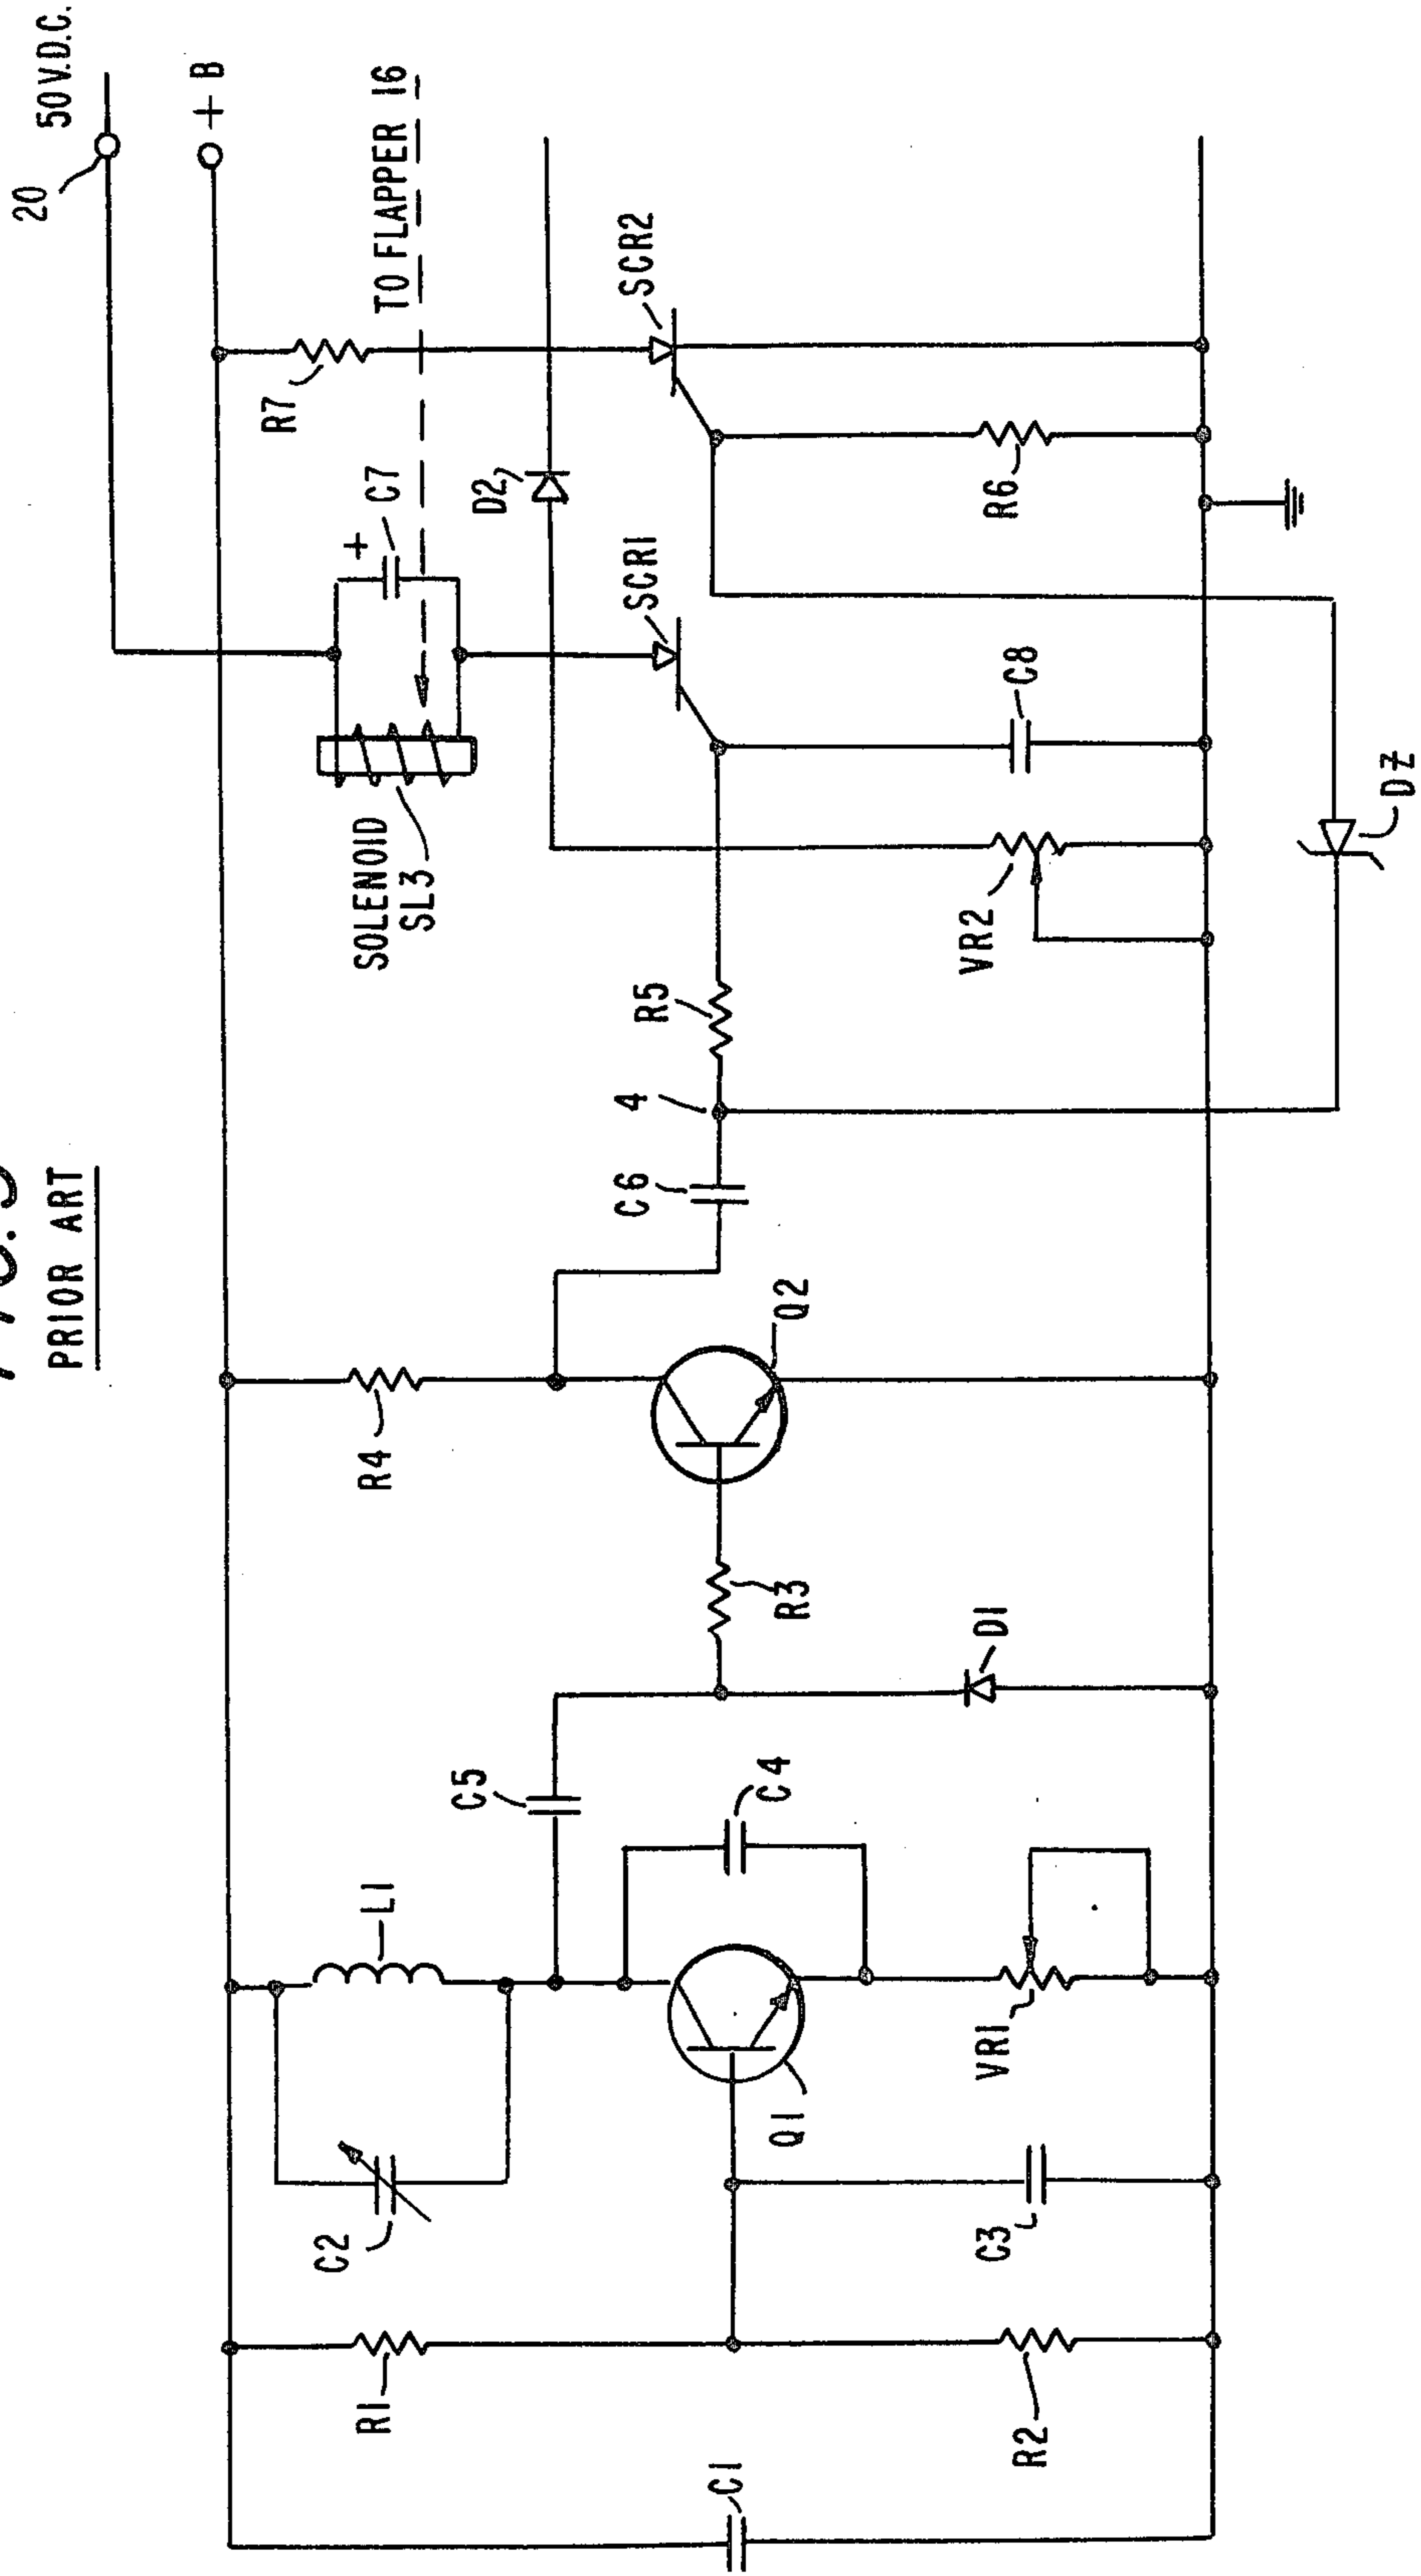 PRIOR ART
20
50 V.D.C.
+ B
C2
L1
R1
R4
SOLENOID
SL3
+
C7
R7
TO FLAPPER 16
C5
D2
C1
Q1
C4
R3
Q2
C6
4
R5
SCR1
SCR2
R2
C3
VR1
D1
VR2
C8
R6
DZ